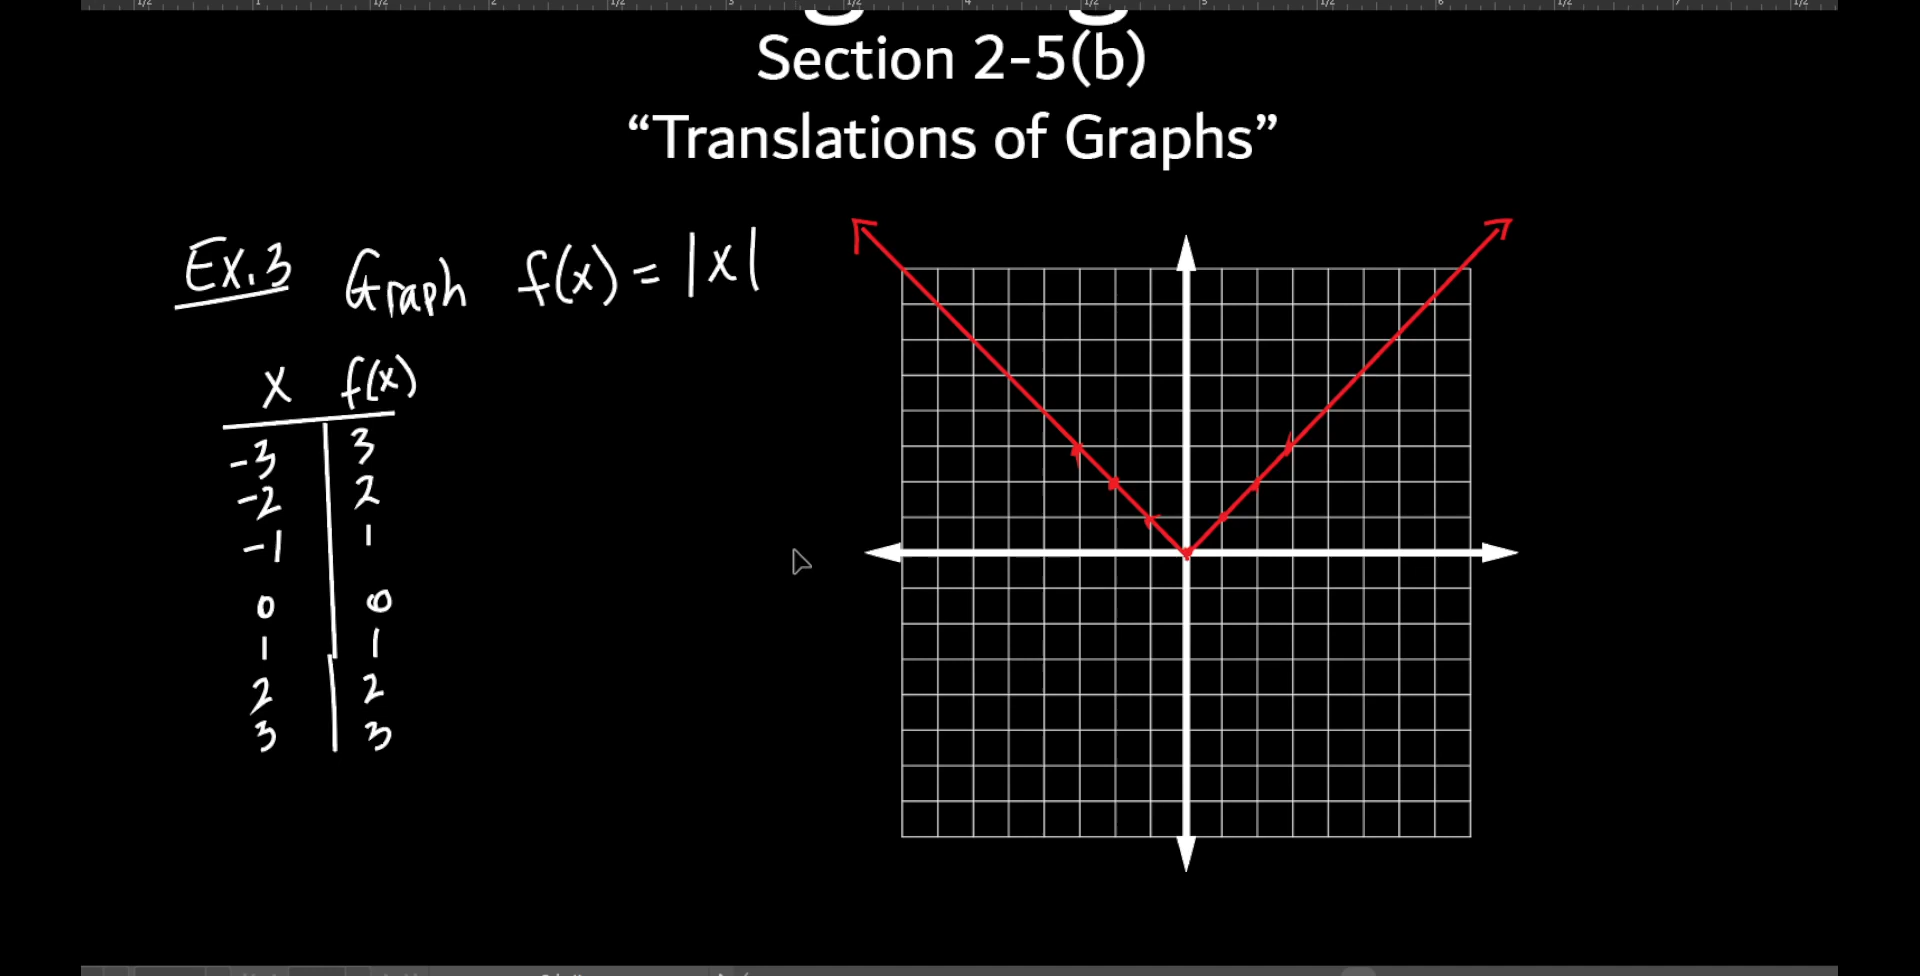 Section 2-5(b)
“Translations of Graphs”
Ex.3 Graph f(x) = |x|
x f(x)
-3 3
-2 2
-1 1
0 0
1 1
2 2
3 3